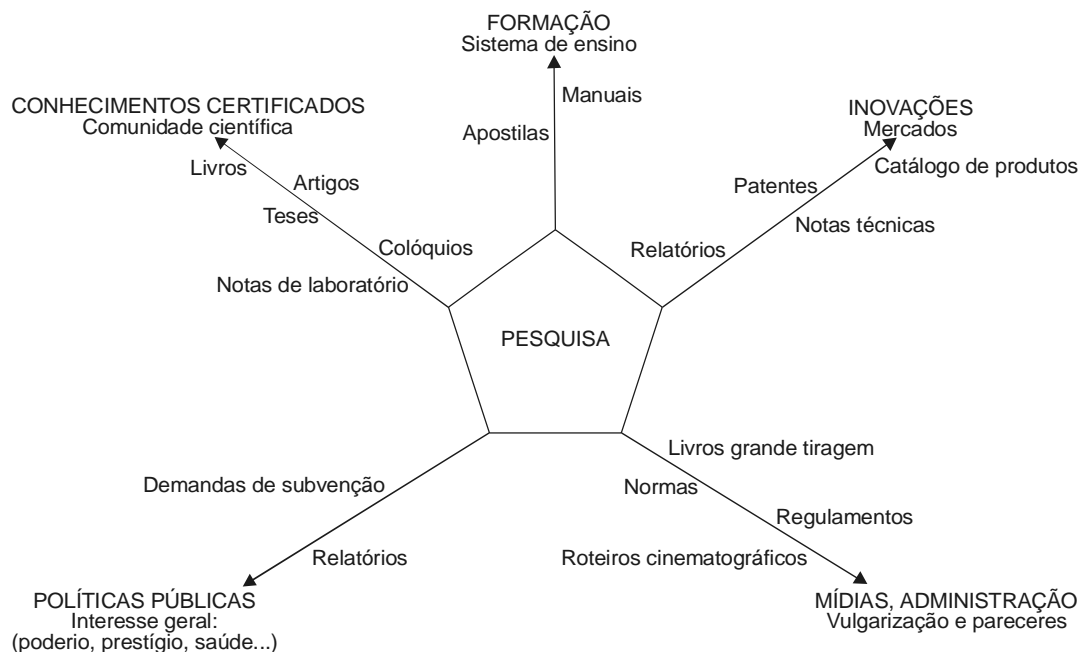 FORMAÇÃO
Sistema de ensino
Manuais
Apostilas
CONHECIMENTOS CERTIFICADOS
Comunidade científica
Livros
Artigos
Teses
Colóquios
Notas de laboratório
INOVAÇÕES
Mercados
Catálogo de produtos
Patentes
Notas técnicas
Relatórios
PESQUISA
Demandas de subvenção
Relatórios
POLÍTICAS PÚBLICAS
Interesse geral:
(poderio, prestígio, saúde...)
Livros grande tiragem
Normas
Regulamentos
Roteiros cinematográficos
MÍDIAS, ADMINISTRAÇÃO
Vulgarização e pareceres